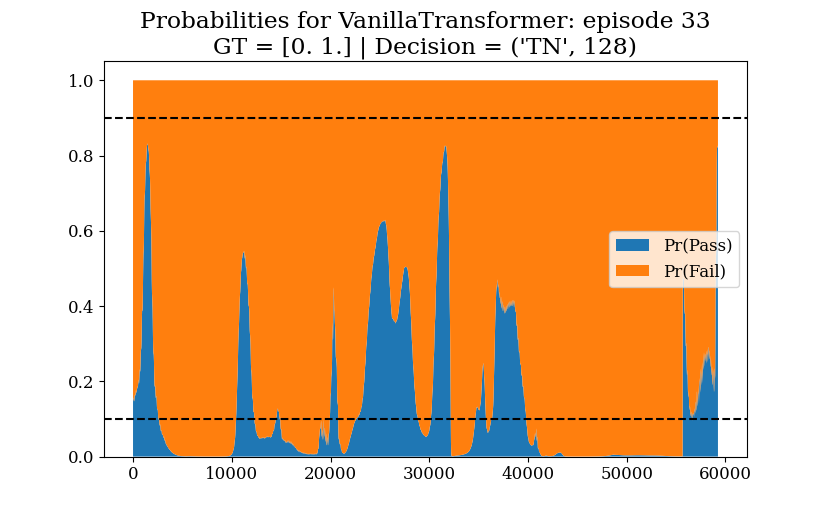 Probabilities for VanillaTransformer: episode 33
GT = [0. 1.] | Decision = ('TN', 128)
1.0
0.8
0.6
0.4
0.2
0.0
Pr(Pass)
Pr(Fail)
0 10000 20000 30000 40000 50000 60000